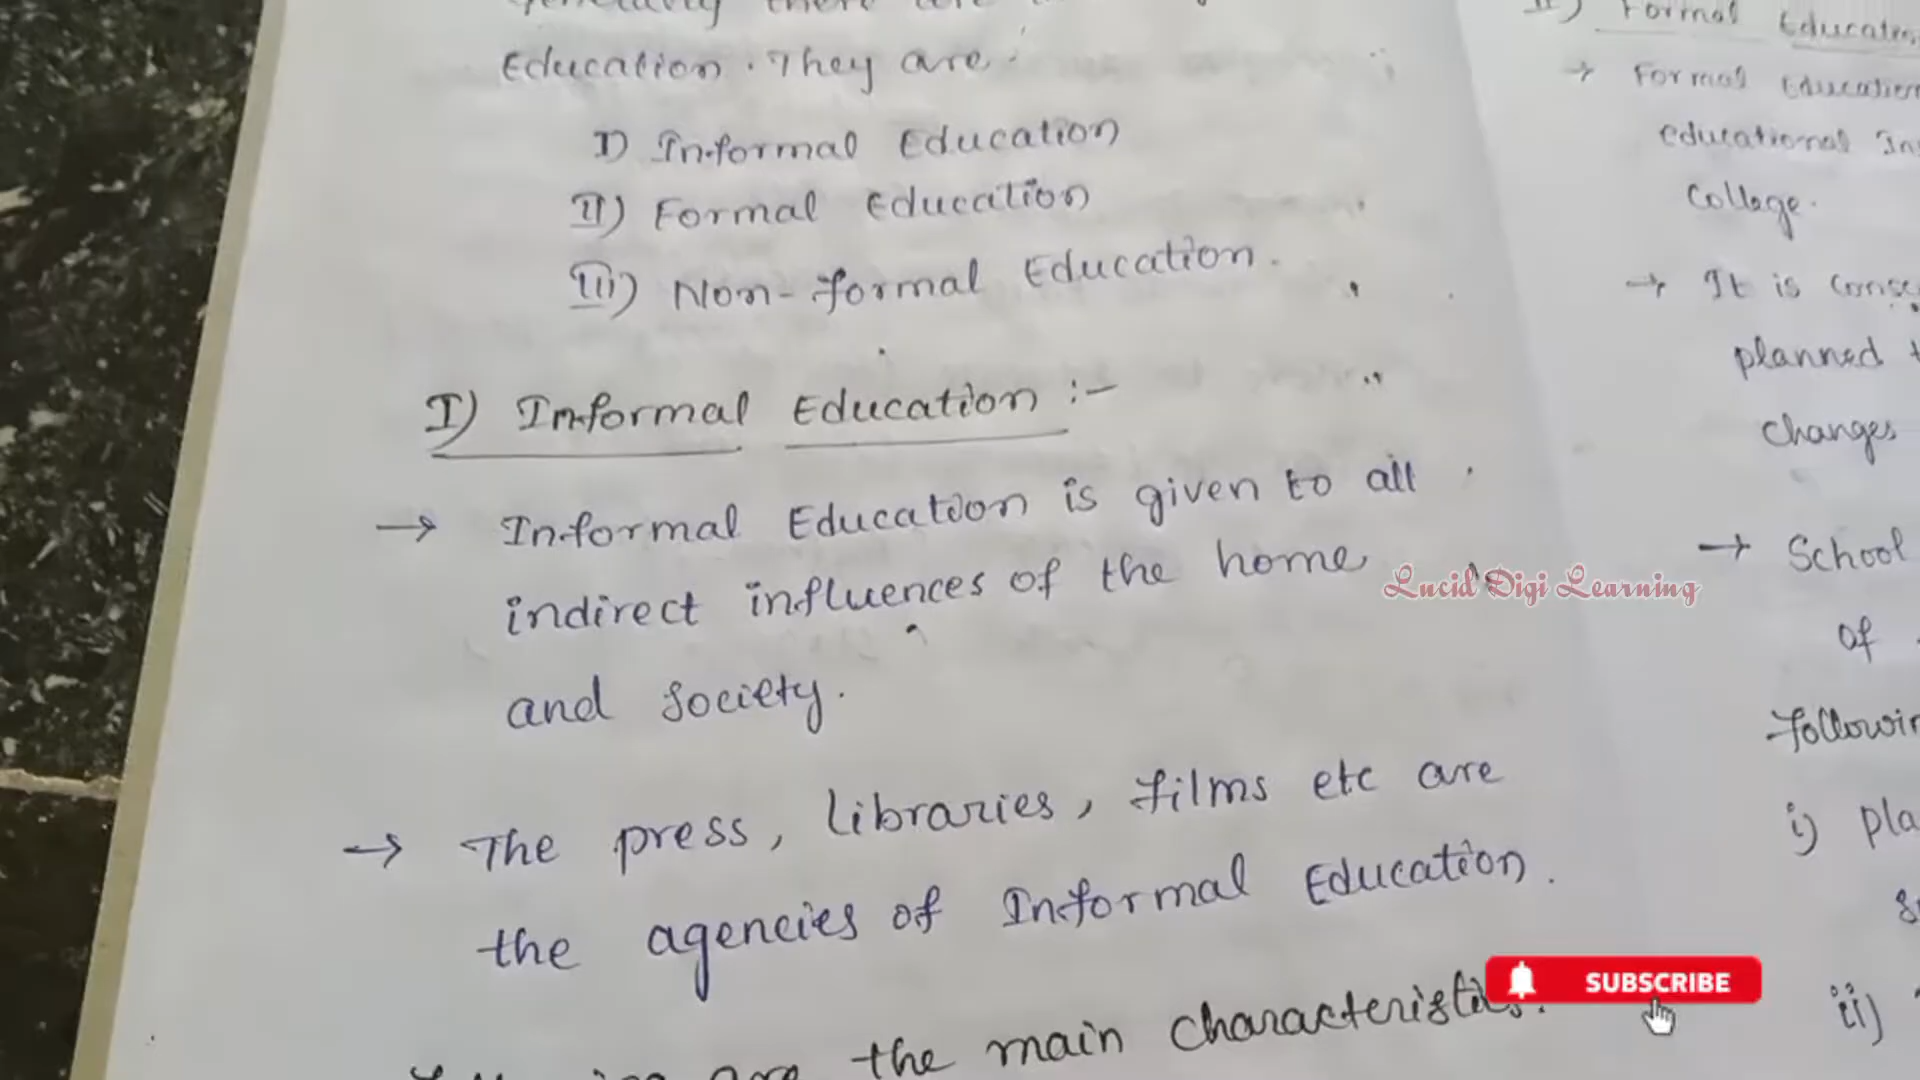 Education. They are
I) Informal Education
II) Formal Education
III) Non-formal Education.
I) Informal Education :-
→ Informal Education is given to all
indirect influences of the home
and society.
→ The press, libraries, films etc are
the agencies of Informal Education.
are the main characteristics.
II) Formal
→ Formal
educational
College.
→ It is
planned
changes
→ School
of
i)
ii)
Lucid Digi Learning
SUBSCRIBE